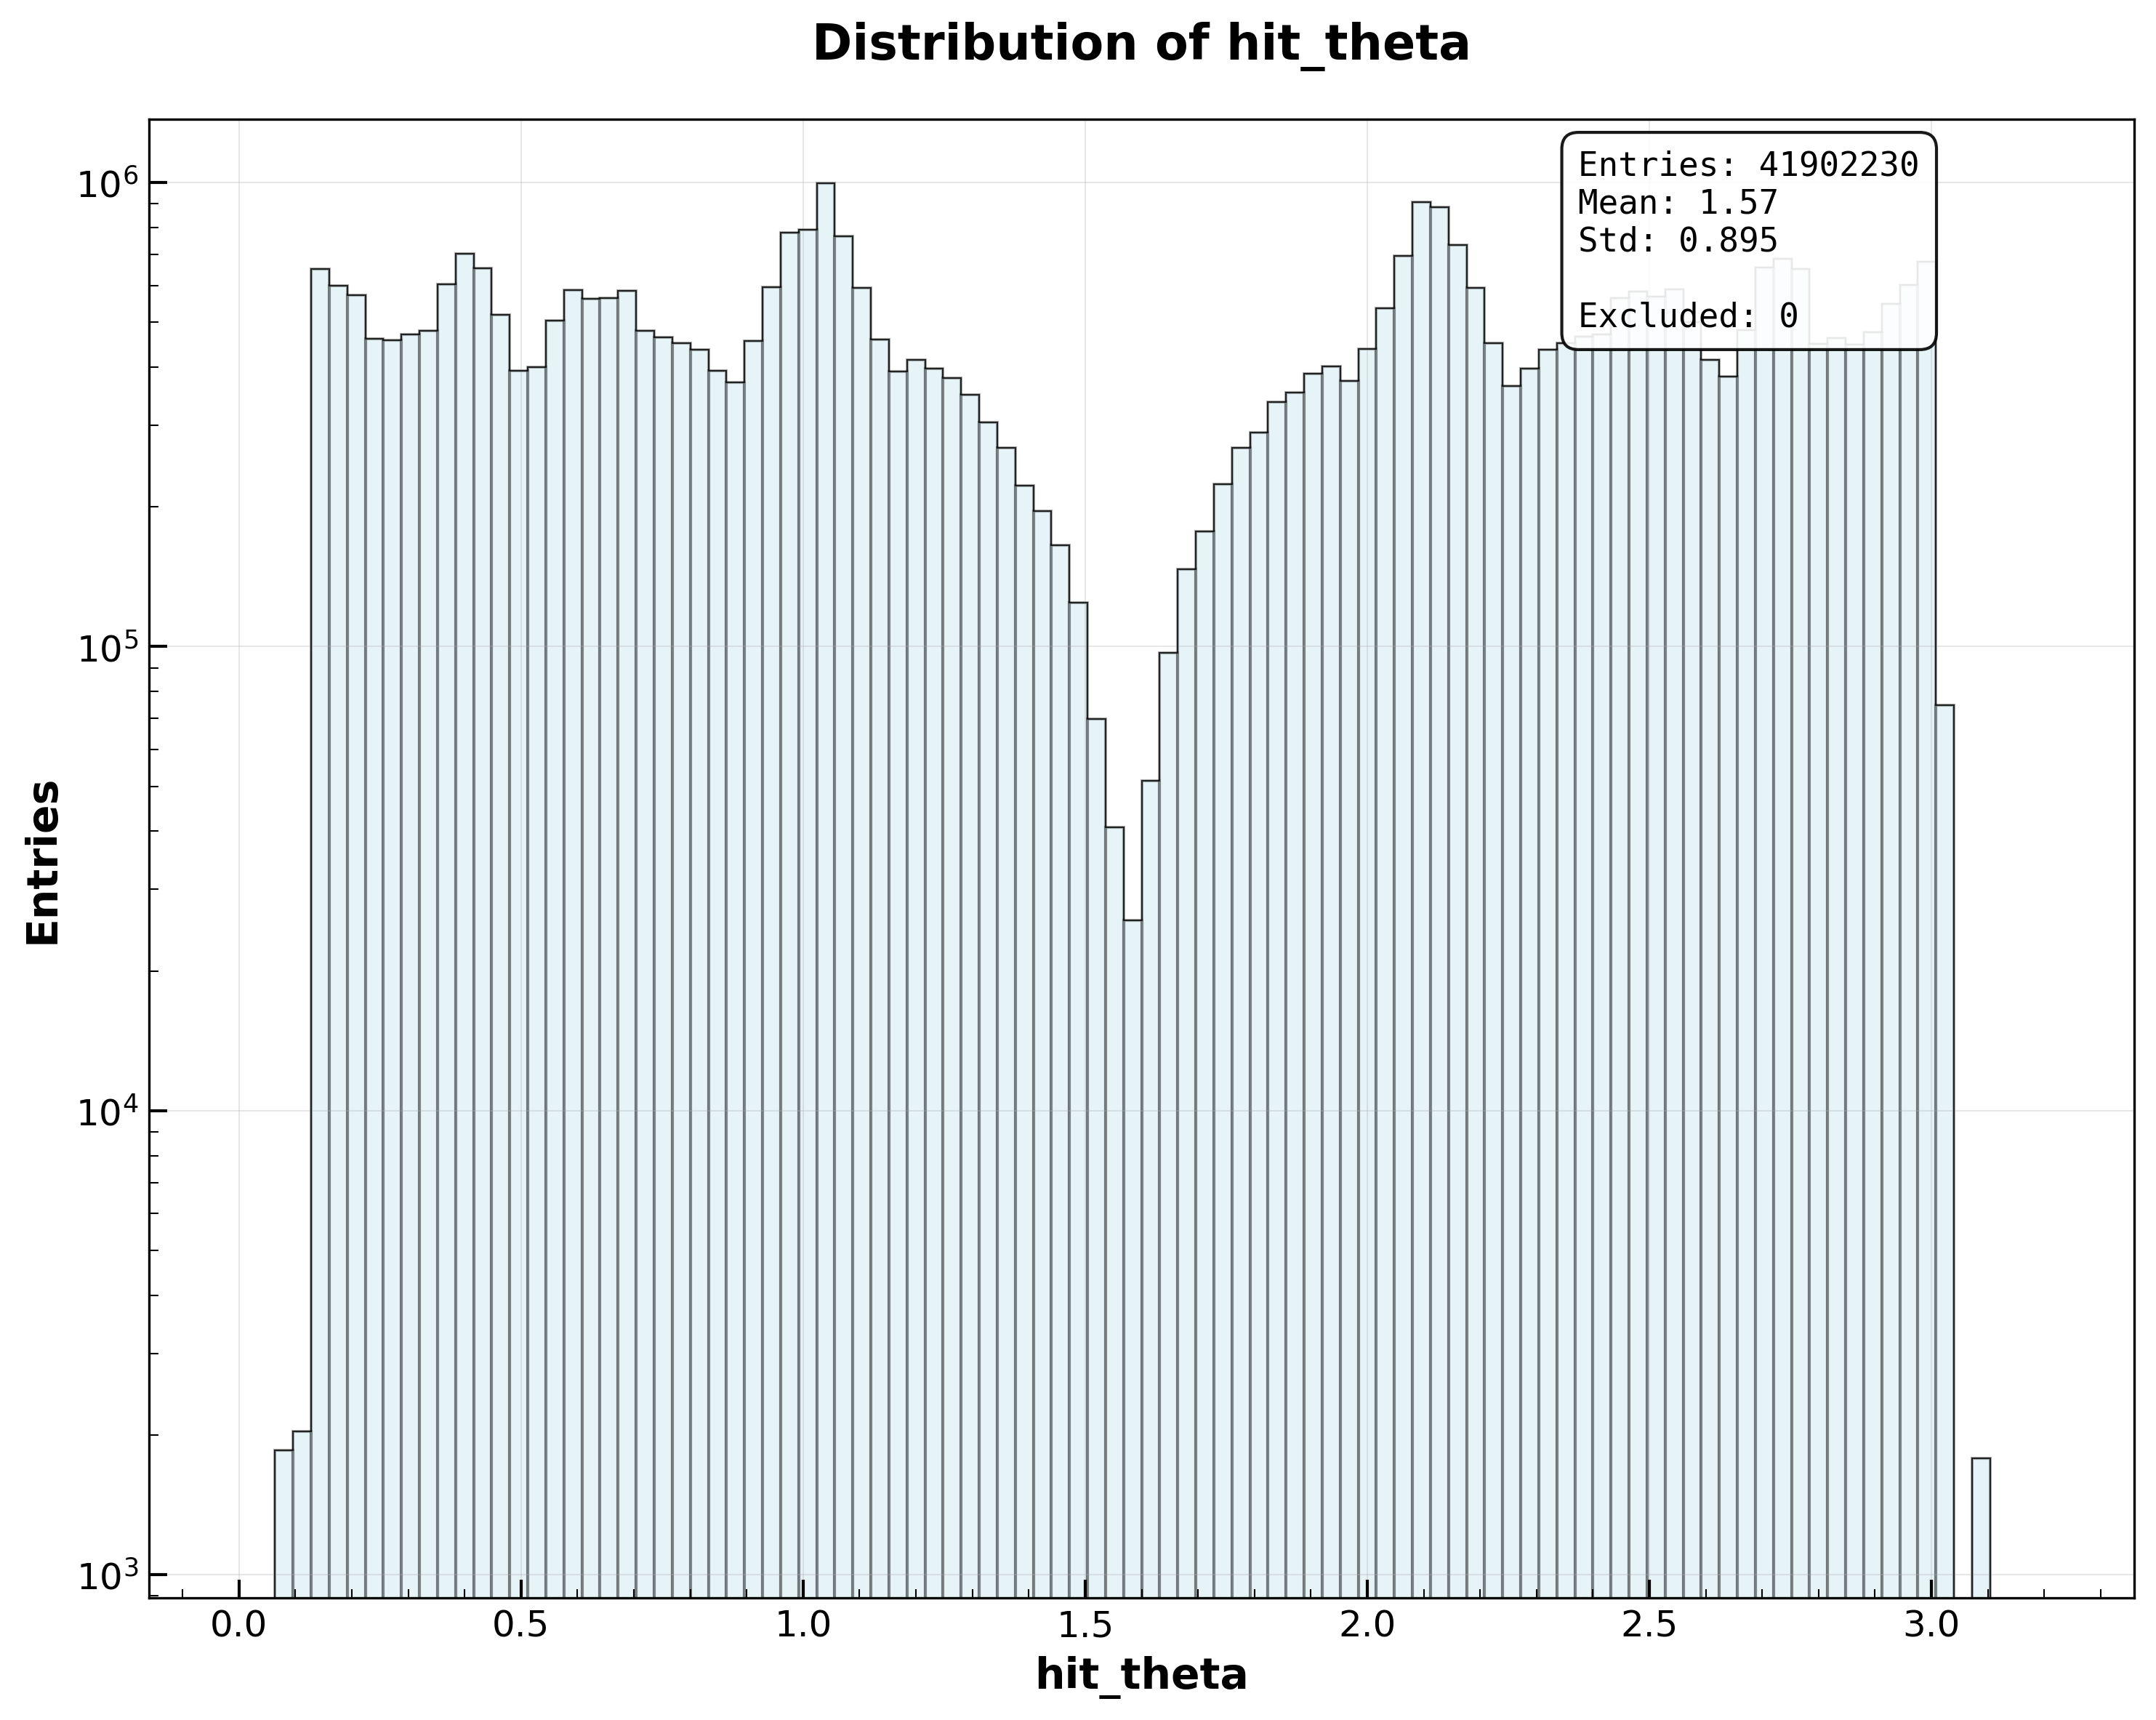 Distribution of hit_theta
Entries: 41902230
Mean: 1.57
Std: 0.895
Excluded: 0
10⁶
10⁵
10⁴
10³
Entries
0.0 0.5 1.0 1.5 2.0 2.5 3.0
hit_theta